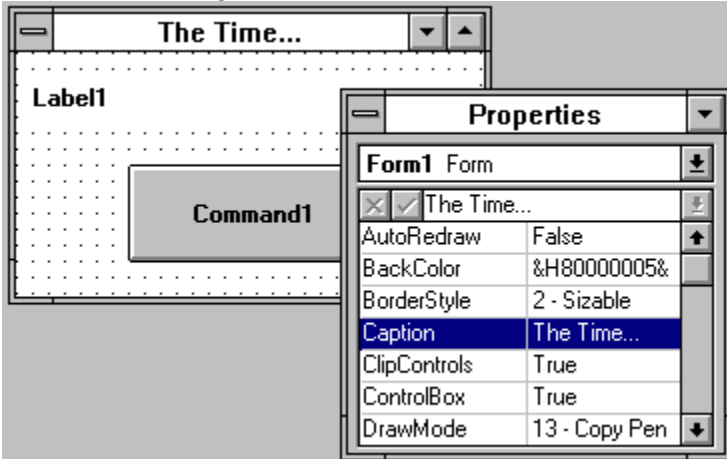 The Time...
Label1
Command1
Properties
Form1 Form
The Time...
AutoRedraw False
BackColor &H80000005&
BorderStyle 2 - Sizable
Caption The Time...
ClipControls True
ControlBox True
DrawMode 13 - Copy Pen